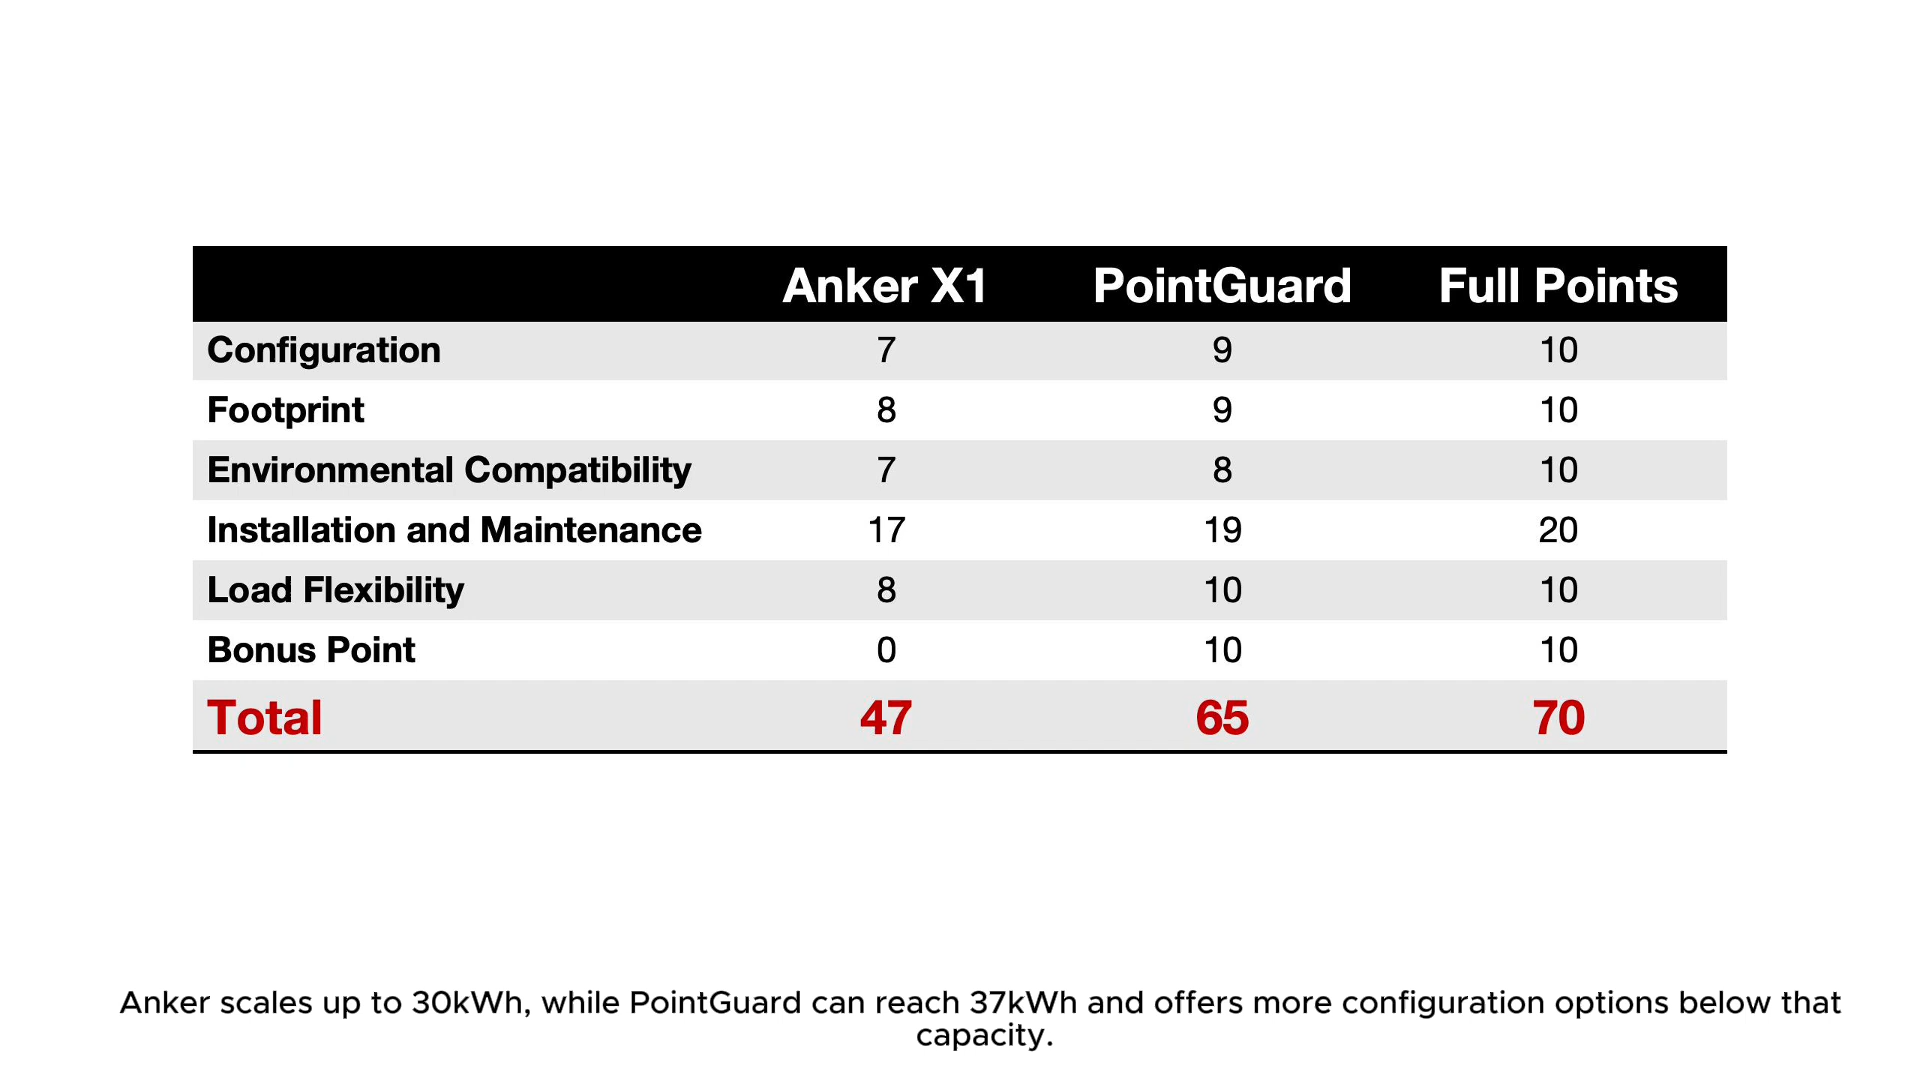 Anker X1 PointGuard Full Points
Configuration 7 9 10
Footprint 8 9 10
Environmental Compatibility 7 8 10
Installation and Maintenance 17 19 20
Load Flexibility 8 10 10
Bonus Point 0 10 10
Total 47 65 70
Anker scales up to 30kWh, while PointGuard can reach 37kWh and offers more configuration options below that
capacity.